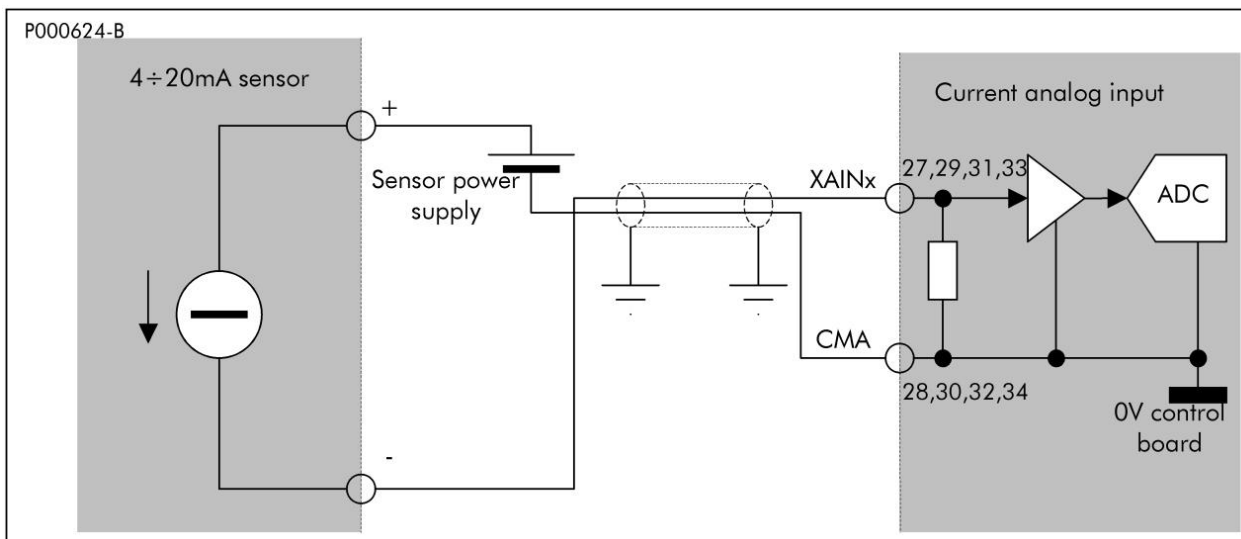 P000624-B
4÷20mA sensor
+
Sensor power
supply
-
XAINx
CMA
Current analog input
27,29,31,33
ADC
28,30,32,34
0V control
board